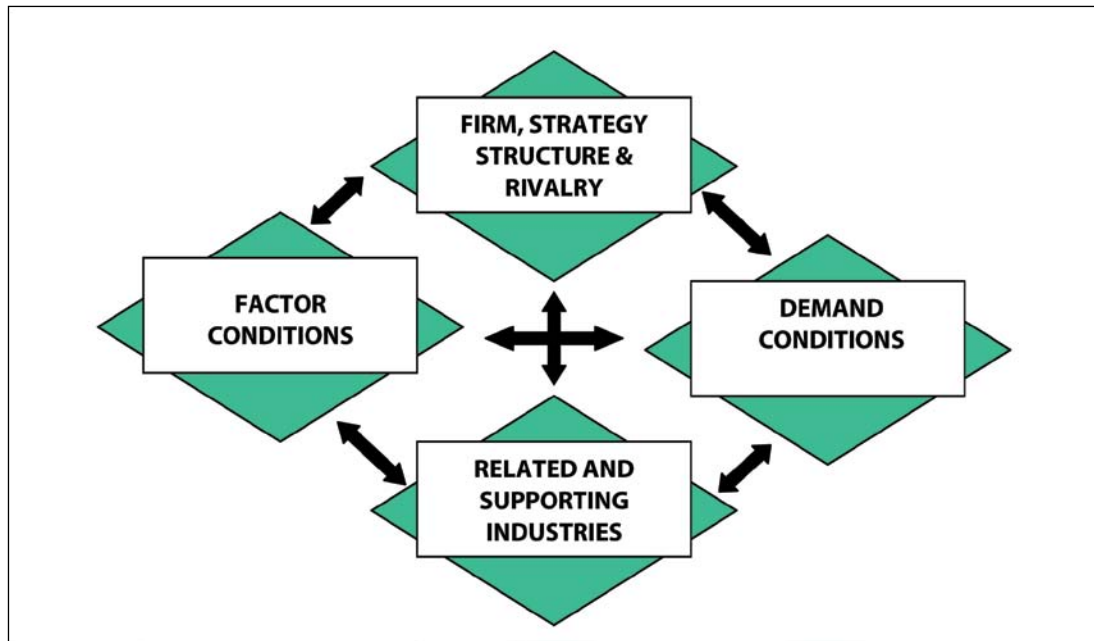 FIRM, STRATEGY
STRUCTURE &
RIVALRY
FACTOR
CONDITIONS
DEMAND
CONDITIONS
RELATED AND
SUPPORTING
INDUSTRIES